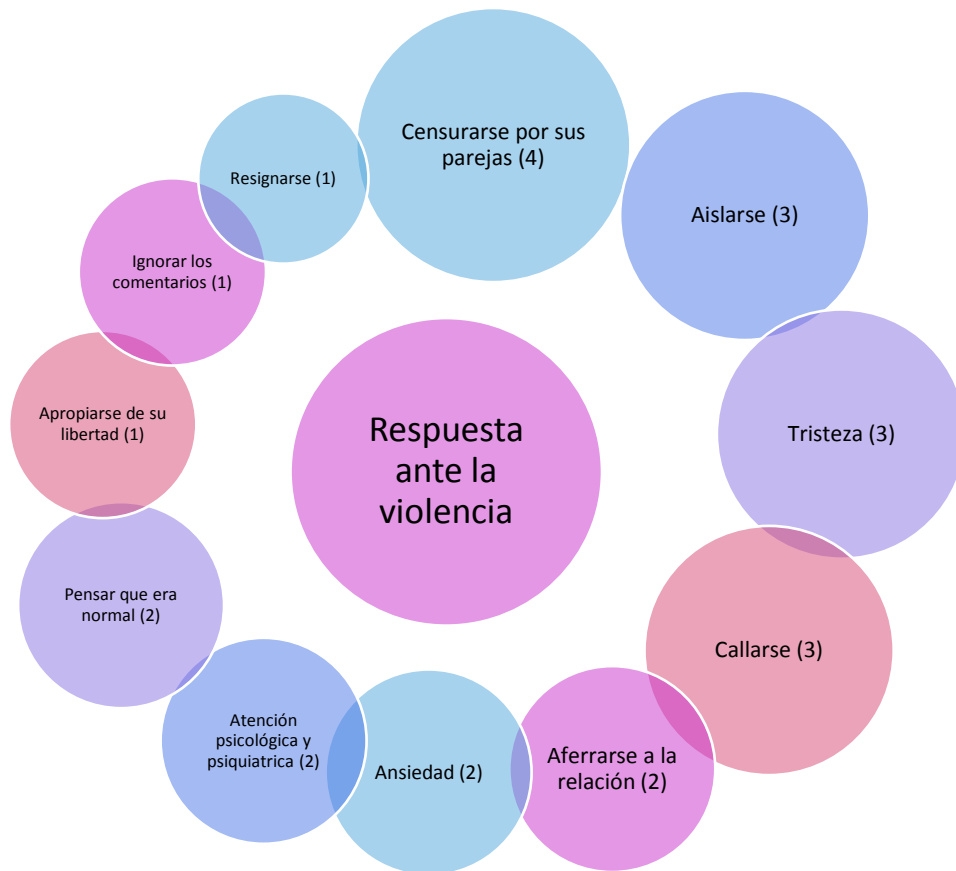 Censurarse por sus
parejas (4)
Aislarse (3)
Tristeza (3)
Callarse (3)
Aferrarse a la
relación (2)
Ansiedad (2)
Atención
psicológica y
psiquiatrica (2)
Pensar que era
normal (2)
Apropiarse de su
libertad (1)
Ignorar los
comentarios (1)
Resignarse (1)
Respuesta
ante la
violencia